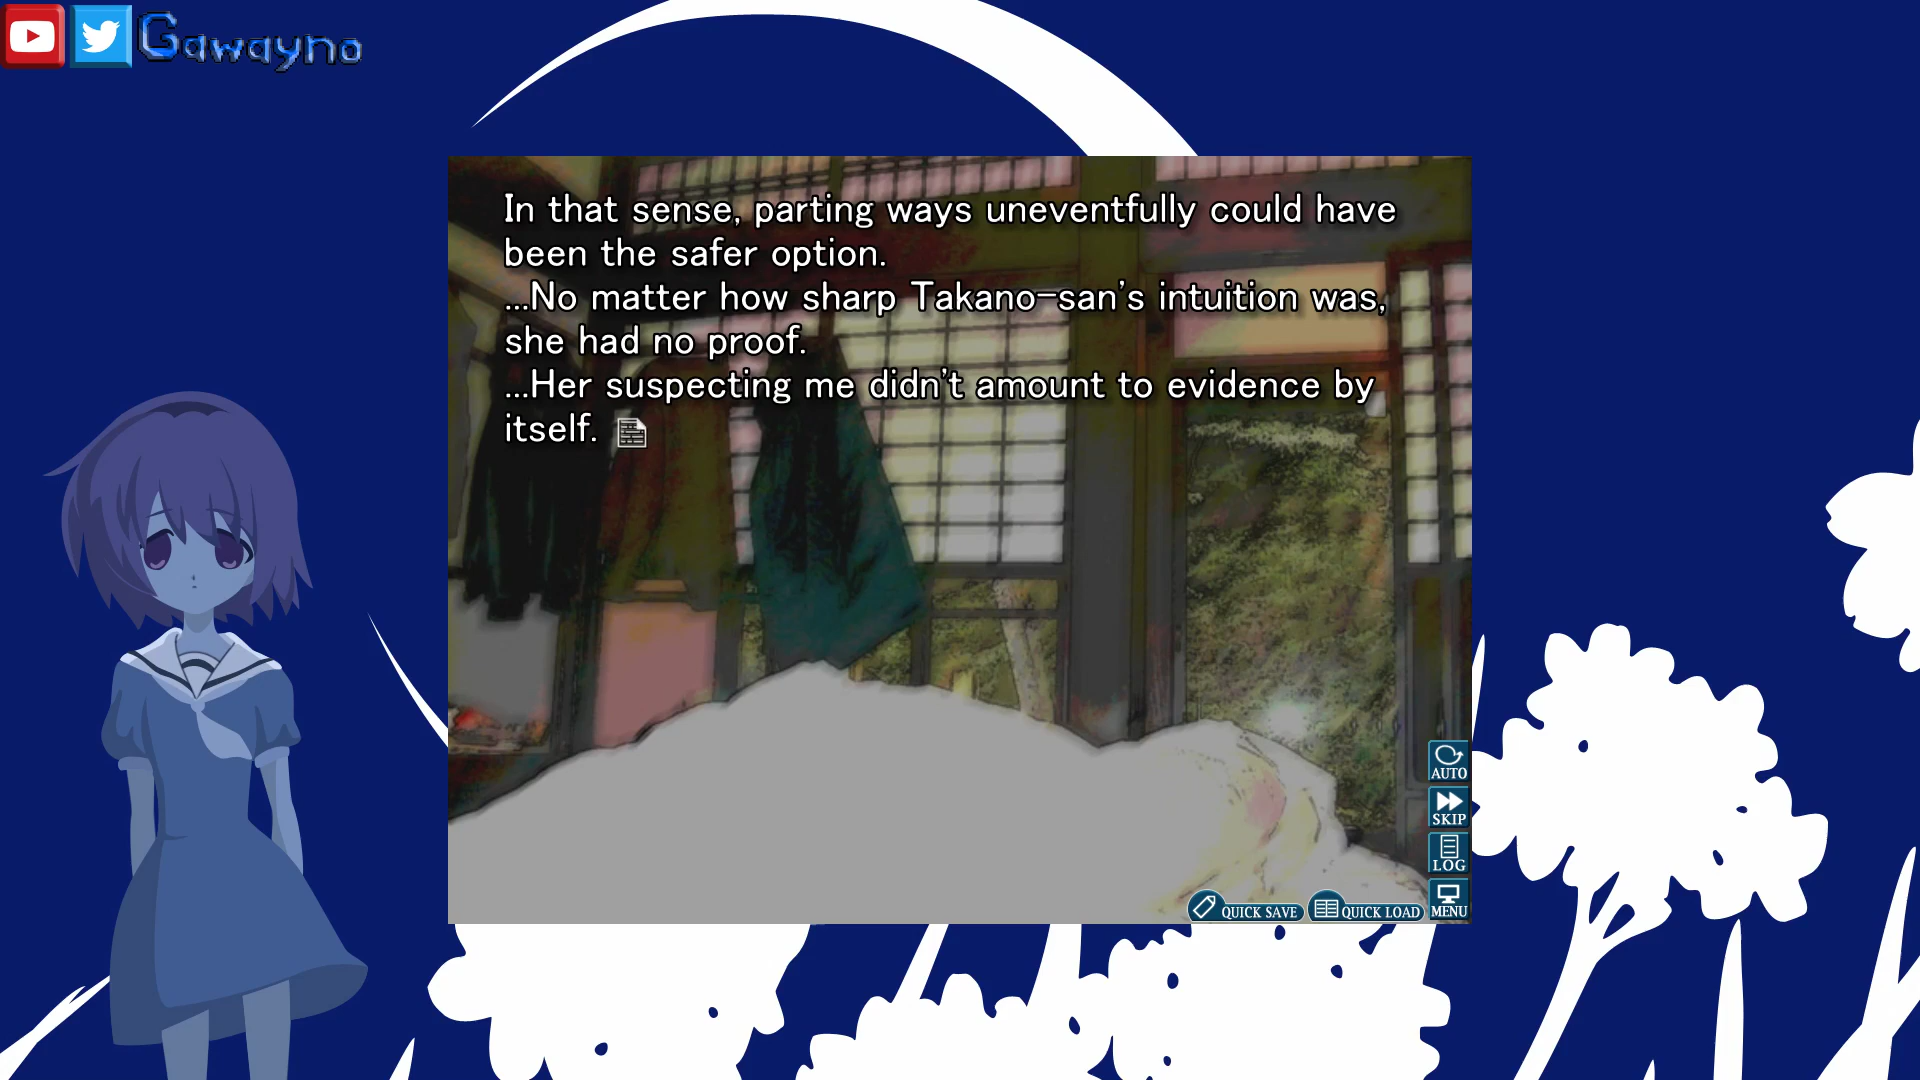 Gawayno
In that sense, parting ways uneventfully could have
been the safer option.
...No matter how sharp Takano-san's intuition was,
she had no proof.
...Her suspecting me didn't amount to evidence by
itself.
AUTO
SKIP
LOG
MENU
QUICK SAVE
QUICK LOAD